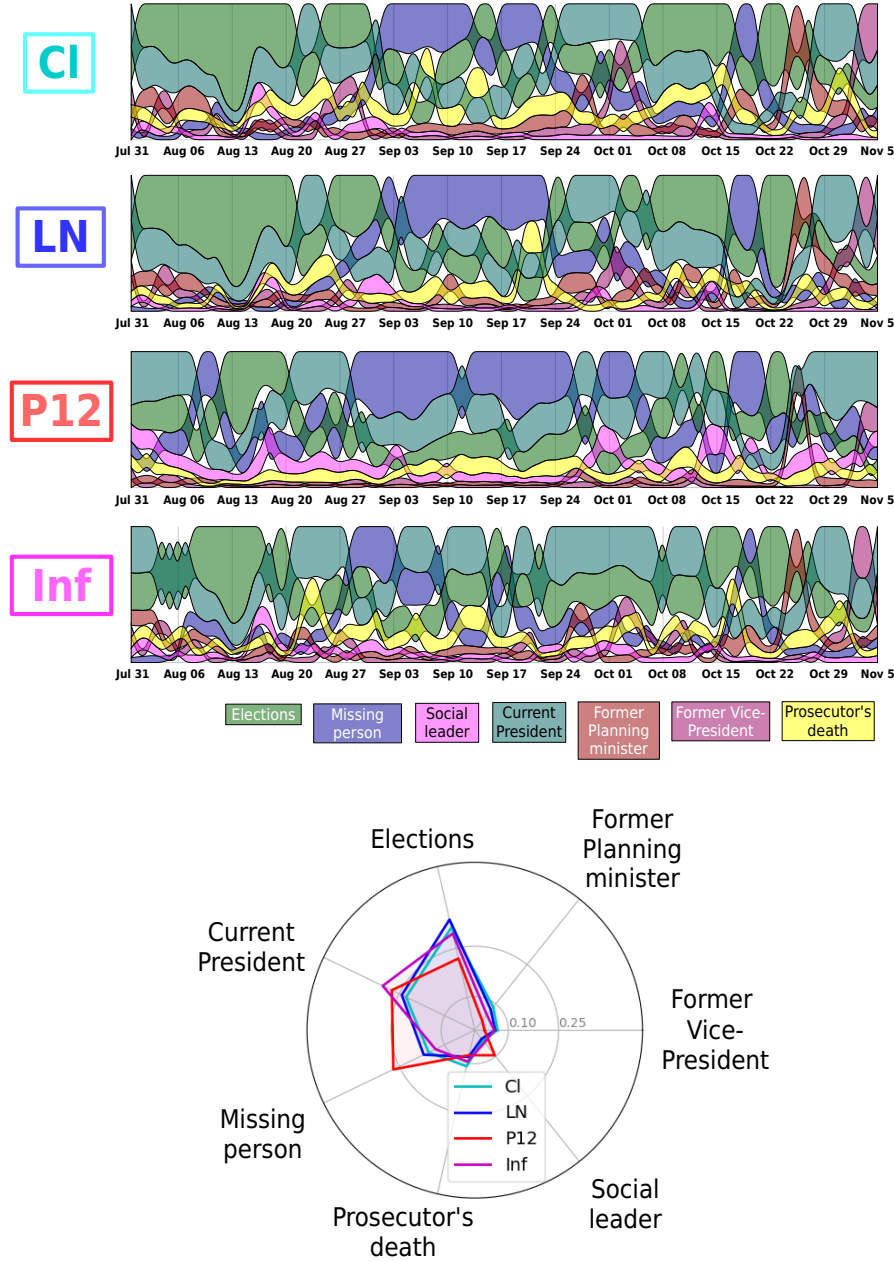 Cl
Jul 31 Aug 06 Aug 13 Aug 20 Aug 27 Sep 03 Sep 10 Sep 17 Sep 24 Oct 01 Oct 08 Oct 15 Oct 22 Oct 29 Nov 5
LN
Jul 31 Aug 06 Aug 13 Aug 20 Aug 27 Sep 03 Sep 10 Sep 17 Sep 24 Oct 01 Oct 08 Oct 15 Oct 22 Oct 29 Nov 5
P12
Jul 31 Aug 06 Aug 13 Aug 20 Aug 27 Sep 03 Sep 10 Sep 17 Sep 24 Oct 01 Oct 08 Oct 15 Oct 22 Oct 29 Nov 5
Inf
Jul 31 Aug 06 Aug 13 Aug 20 Aug 27 Sep 03 Sep 10 Sep 17 Sep 24 Oct 01 Oct 08 Oct 15 Oct 22 Oct 29 Nov 5
Elections
Missing
person
Social
leader
Current
President
Former
Planning
minister
Former Vice-
President
Prosecutor's
death
Elections
Former
Planning
minister
Current
President
Former
Vice-
President
0.10 0.25
Missing
person
Cl
LN
P12
Inf
Prosecutor's
death
Social
leader